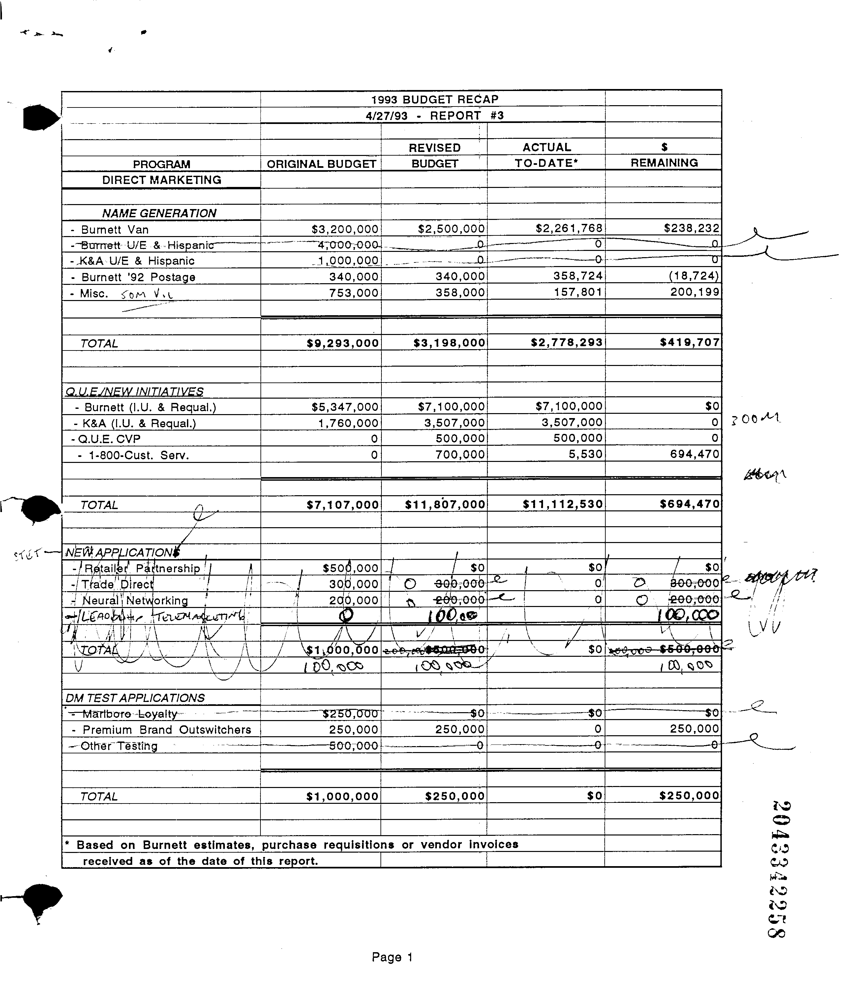 1993 BUDGET RECAP
4/27/93 - REPORT #3
REVISED ACTUAL $
PROGRAM ORIGINAL BUDGET BUDGET TO-DATE* REMAINING
DIRECT MARKETING
NAME GENERATION
- Burnett Van $3,200,000 $2,500,000 $2,261,768 $238,232
- Burnett U/E & Hispanic 4,000,000 0 0 0
- K&A U/E & Hispanic 1,000,000 0 0 0
- Burnett '92 Postage 340,000 340,000 358,724 (18,724)
- Misc. 753,000 358,000 157,801 200,199
TOTAL $9,293,000 $3,198,000 $2,778,293 $419,707
Q.U.E./NEW INITIATIVES
- Burnett (I.U. & Requal.) $5,347,000 $7,100,000 $7,100,000 $0
- K&A (I.U. & Requal.) 1,760,000 3,507,000 3,507,000 0 300M
- Q.U.E. CVP 0 500,000 500,000 0
- 1-800-Cust. Serv. 0 700,000 5,530 694,470
TOTAL $7,107,000 $11,807,000 $11,112,530 $694,470
STET NEW APPLICATIONS
- Retailer Partnership $500,000 $0 $0 $0
- Trade Direct 300,000 0 300,000 0 0 300,000
- Neural Networking 200,000 0 200,000 0 0 200,000
TELEMARKETING 0 100,00 100,000
TOTAL $1,000,000 $500,000 $0 $500,000
100,000 100,000 100,000
DM TEST APPLICATIONS
- Marlboro Loyalty $250,000 $0 $0 $0
- Premium Brand Outswitchers 250,000 250,000 0 250,000
- Other Testing 500,000 0 0 0
TOTAL $1,000,000 $250,000 $0 $250,000
* Based on Burnett estimates, purchase requisitions or vendor invoices
received as of the date of this report.
2043342258
Page 1